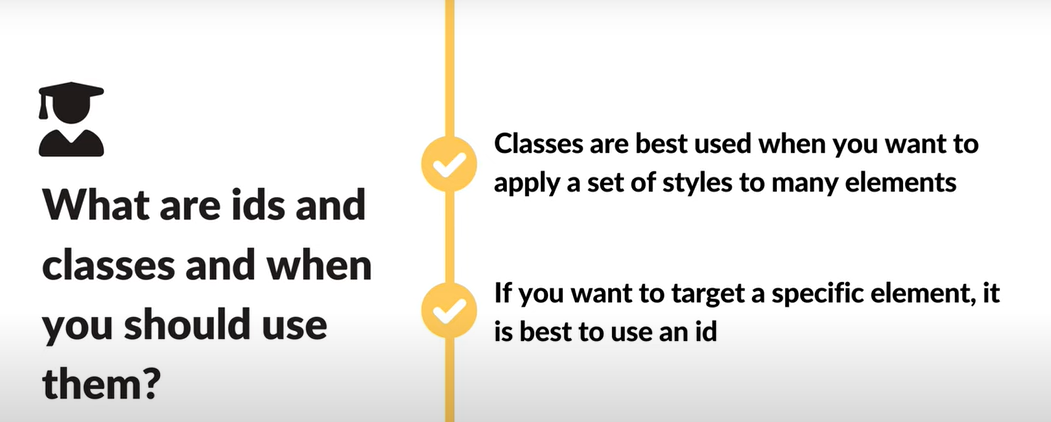 What are ids and
classes and when
you should use
them?
Classes are best used when you want to
apply a set of styles to many elements
If you want to target a specific element, it
is best to use an id